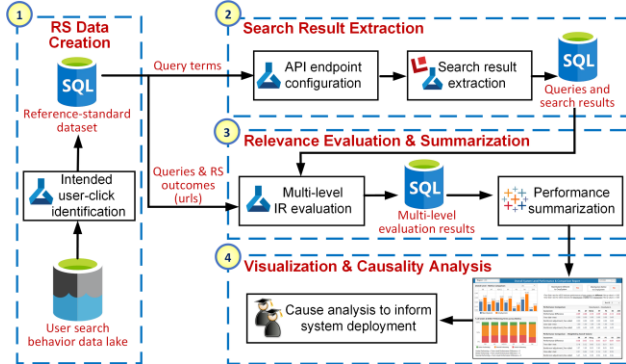 1
RS Data
Creation
SQL
Reference-standard
dataset
Intended
user-click
identification
User search
behavior data lake
Query terms
Queries & RS
outcomes
(urls)
2
Search Result Extraction
API endpoint
configuration
Search result
extraction
SQL
Queries and
search results
3
Relevance Evaluation & Summarization
Multi-level
IR evaluation
SQL
Multi-level
evaluation results
Performance
summarization
4
Visualization & Causality Analysis
Cause analysis to inform
system deployment